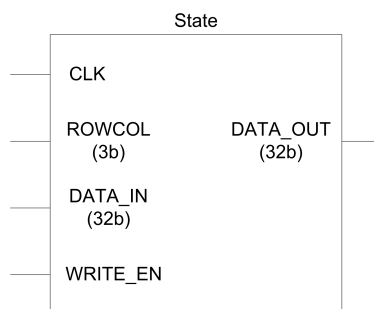 State
CLK
ROWCOL
(3b)
DATA_OUT
(32b)
DATA_IN
(32b)
WRITE_EN